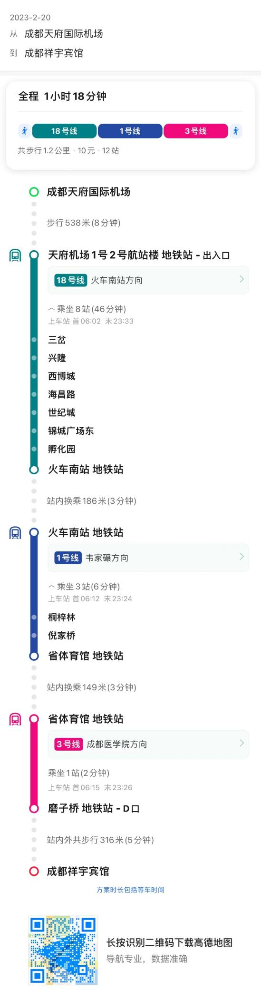 2023-2-20
从 成都天府国际机场
到 成都祥宇宾馆
全程 1小时18分钟
18号线 1号线 3号线
共步行1.2公里 · 10元 · 12站
成都天府国际机场
步行538米(8分钟)
天府机场1号2号航站楼 地铁站 - 出入口
18号线 火车南站方向
乘坐8站(46分钟)
上车站 首06:02 末23:33
三岔
兴隆
西博城
海昌路
世纪城
锦城广场东
孵化园
火车南站 地铁站
站内换乘186米(3分钟)
火车南站 地铁站
1号线 韦家碾方向
乘坐3站(6分钟)
上车站 首06:12 末23:24
桐梓林
倪家桥
省体育馆 地铁站
站内换乘149米(3分钟)
省体育馆 地铁站
3号线 成都医学院方向
乘坐1站(2分钟)
上车站 首06:15 末23:26
磨子桥 地铁站 - D口
站内外共步行316米(5分钟)
成都祥宇宾馆
方案时长包括等车时间
长按识别二维码下载高德地图
导航专业，数据准确